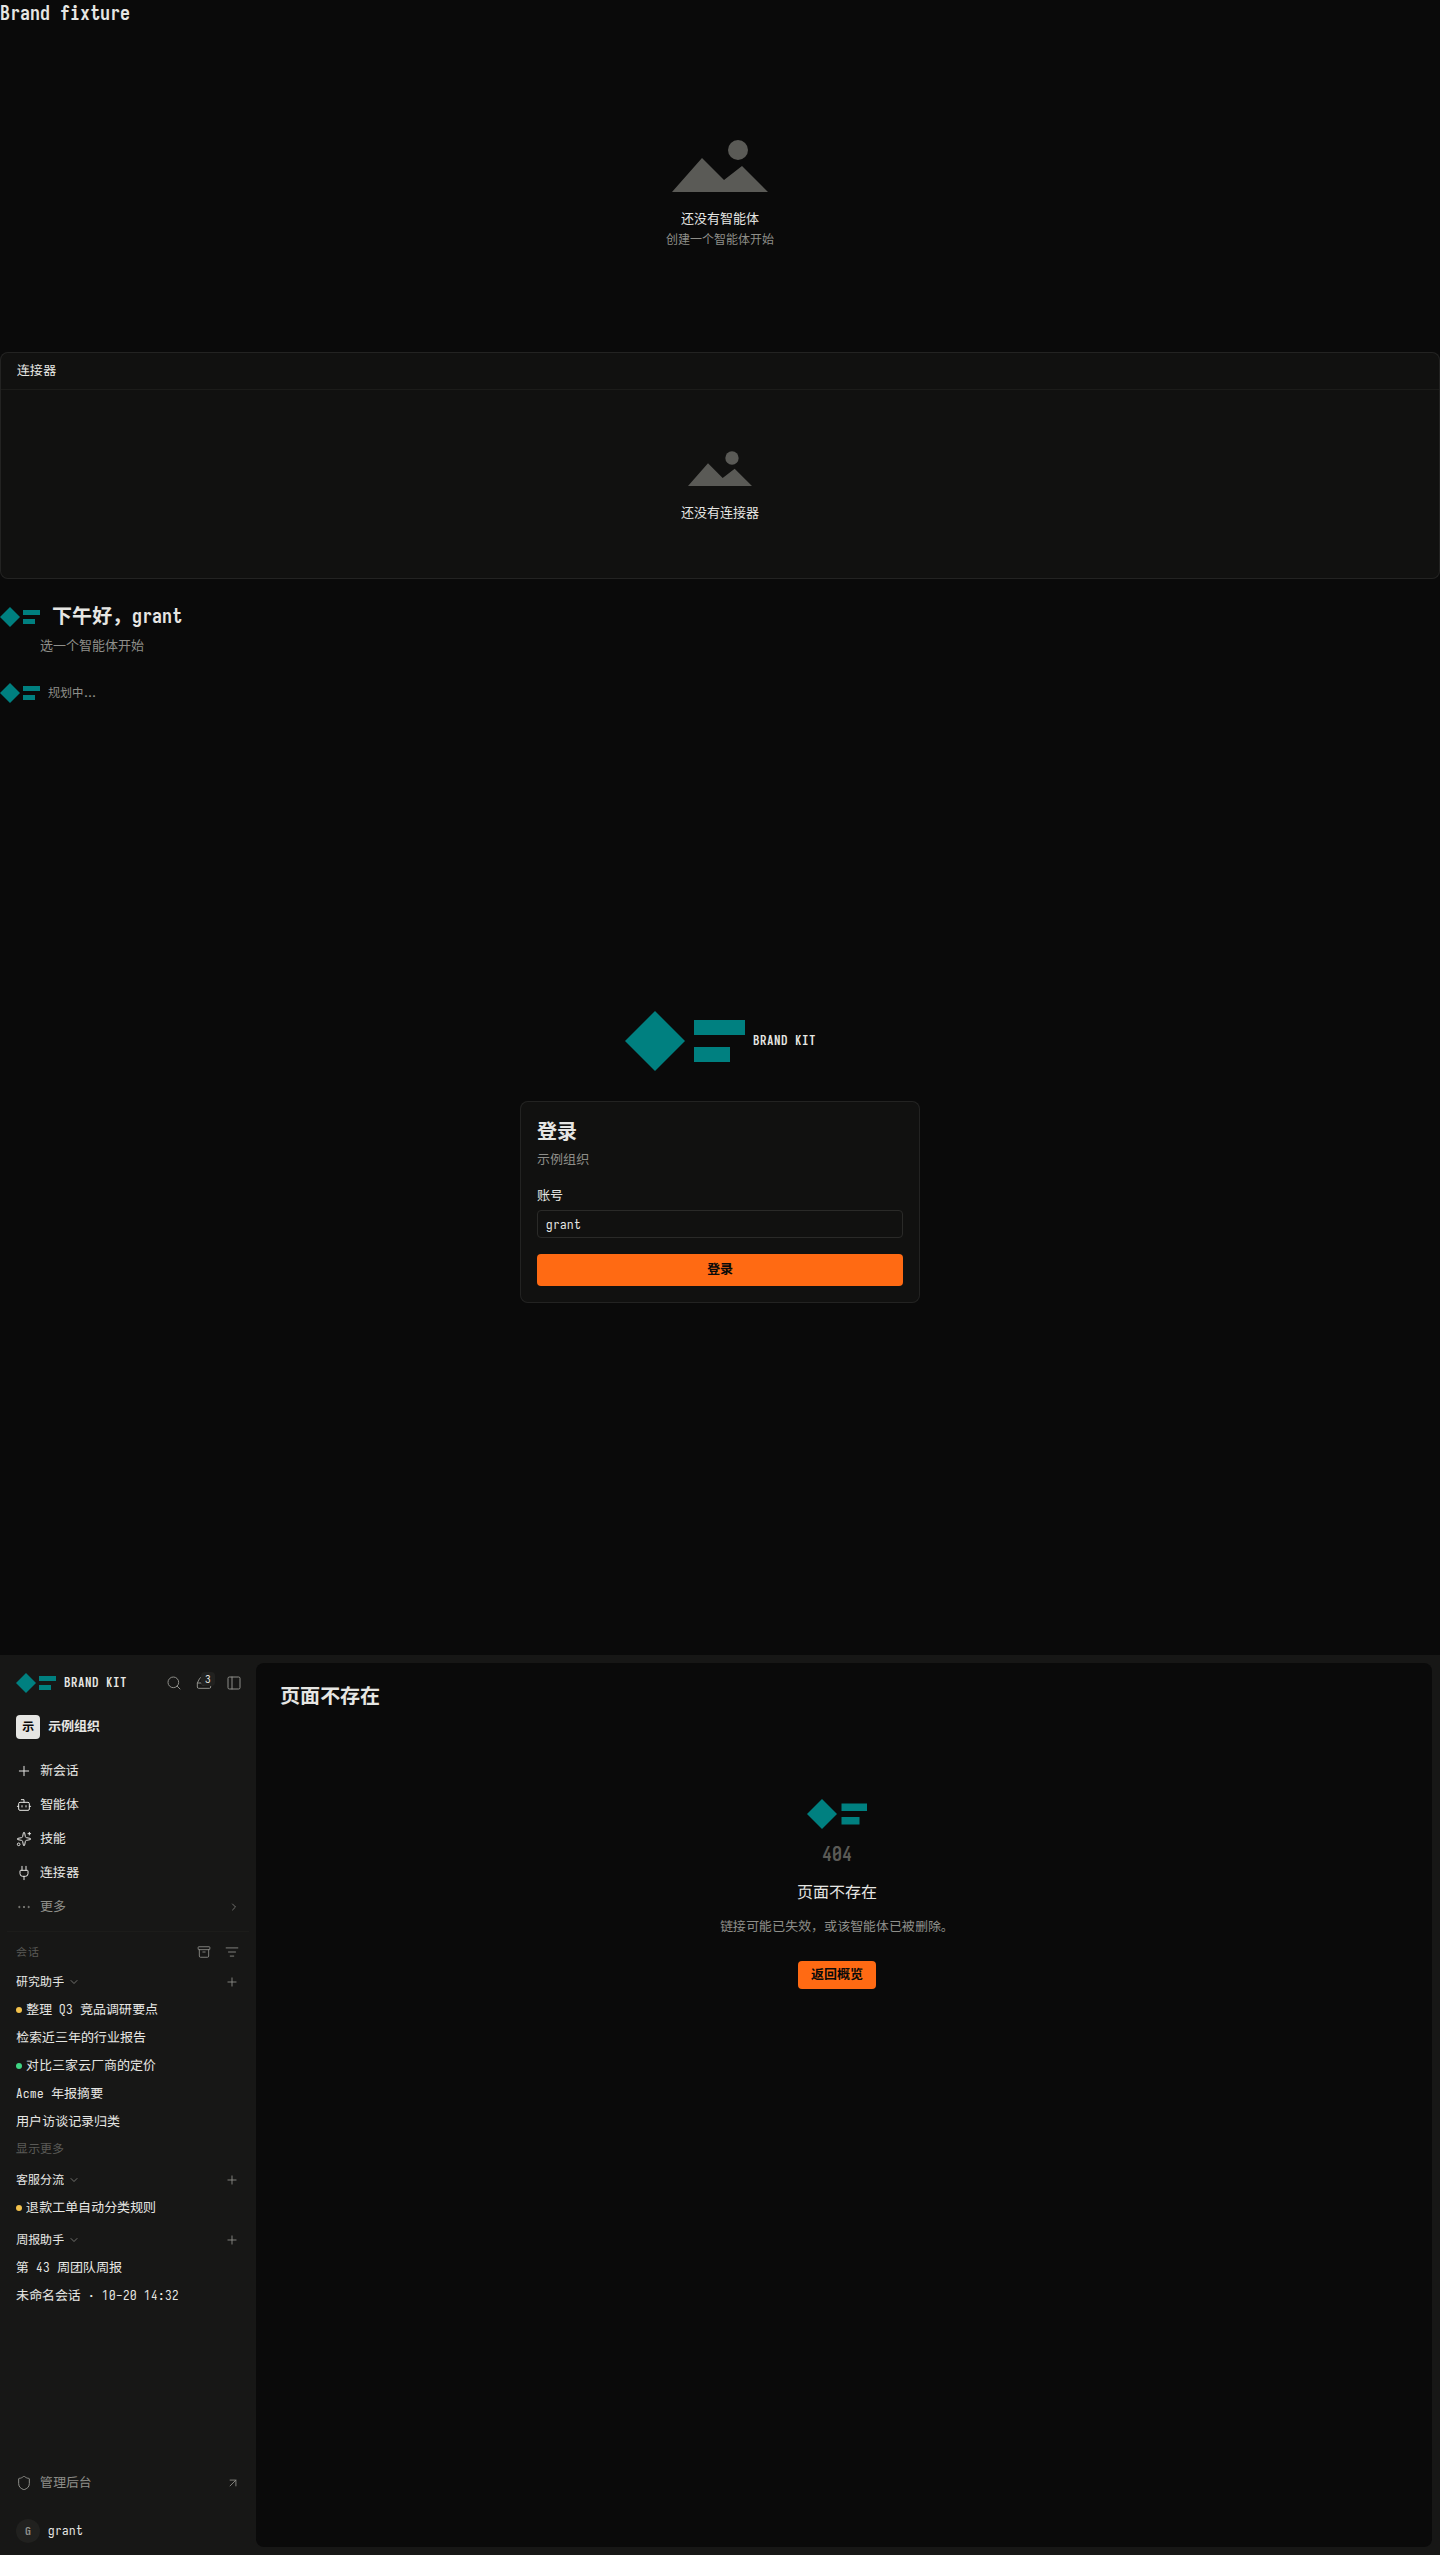 Brand fixture
还没有智能体
创建一个智能体开始
连接器
还没有连接器
下午好，grant
选一个智能体开始
规划中…
BRAND KIT
登录
示例组织
账号
grant
登录
BRAND KIT
3
示 示例组织
新会话
智能体
技能
连接器
更多
会话
研究助手
整理 Q3 竞品调研要点
检索近三年的行业报告
对比三家云厂商的定价
Acme 年报摘要
用户访谈记录归类
显示更多
客服分流
退款工单自动分类规则
周报助手
第 43 周团队周报
未命名会话 · 10-20 14:32
管理后台
G grant
页面不存在
404
页面不存在
链接可能已失效，或该智能体已被删除。
返回概览